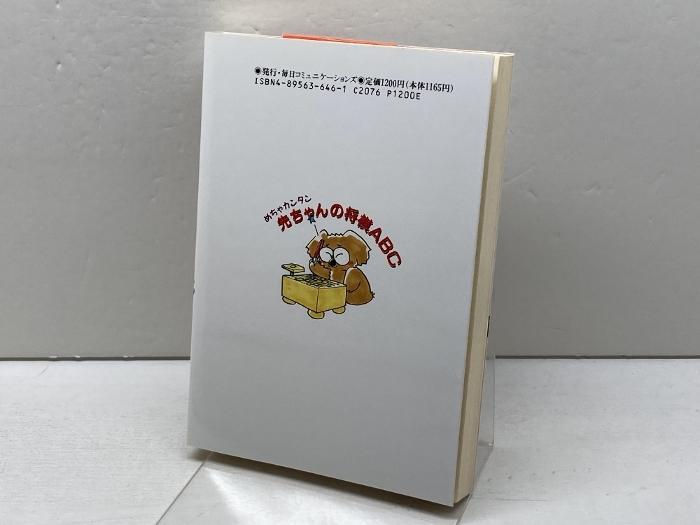 ◉発行・毎日コミュニケーションズ◉定価1200円(本体1165円)
ISBN4-89563-646-1 C2076 P1200E
めちゃカンタン
先ちゃんの将棋ABC